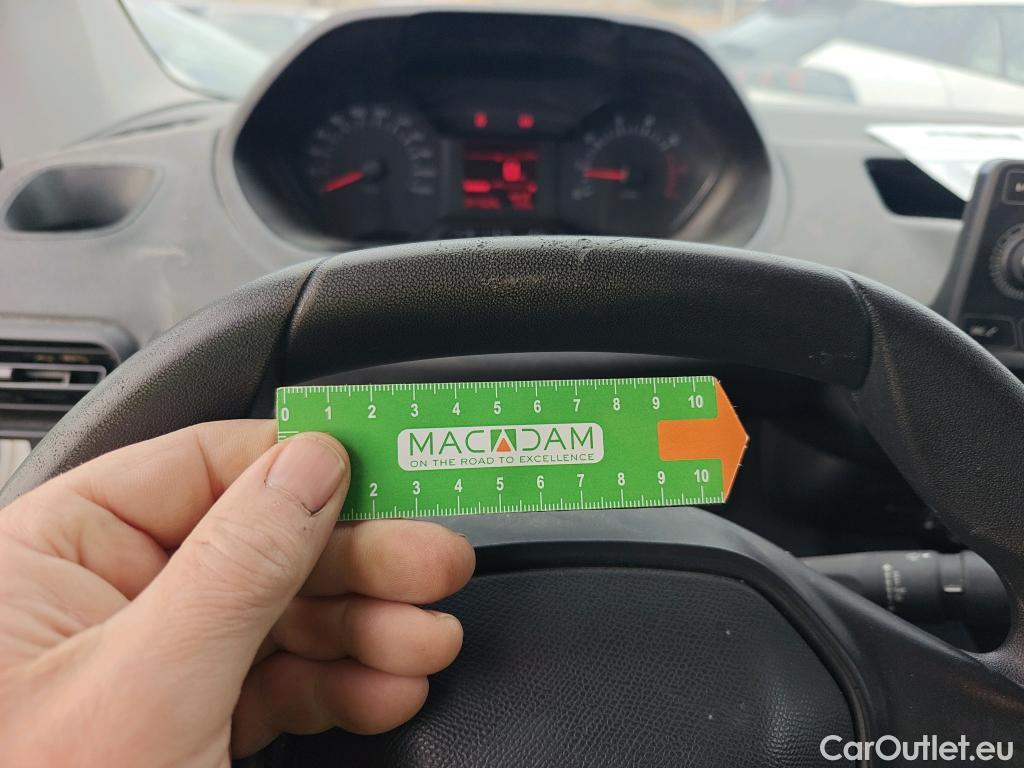 0 1 2 3 4 5 6 7 8 9 10
MACADAM
ON THE ROAD TO EXCELLENCE
2 3 4 5 6 7 8 9 10
CarOutlet.eu